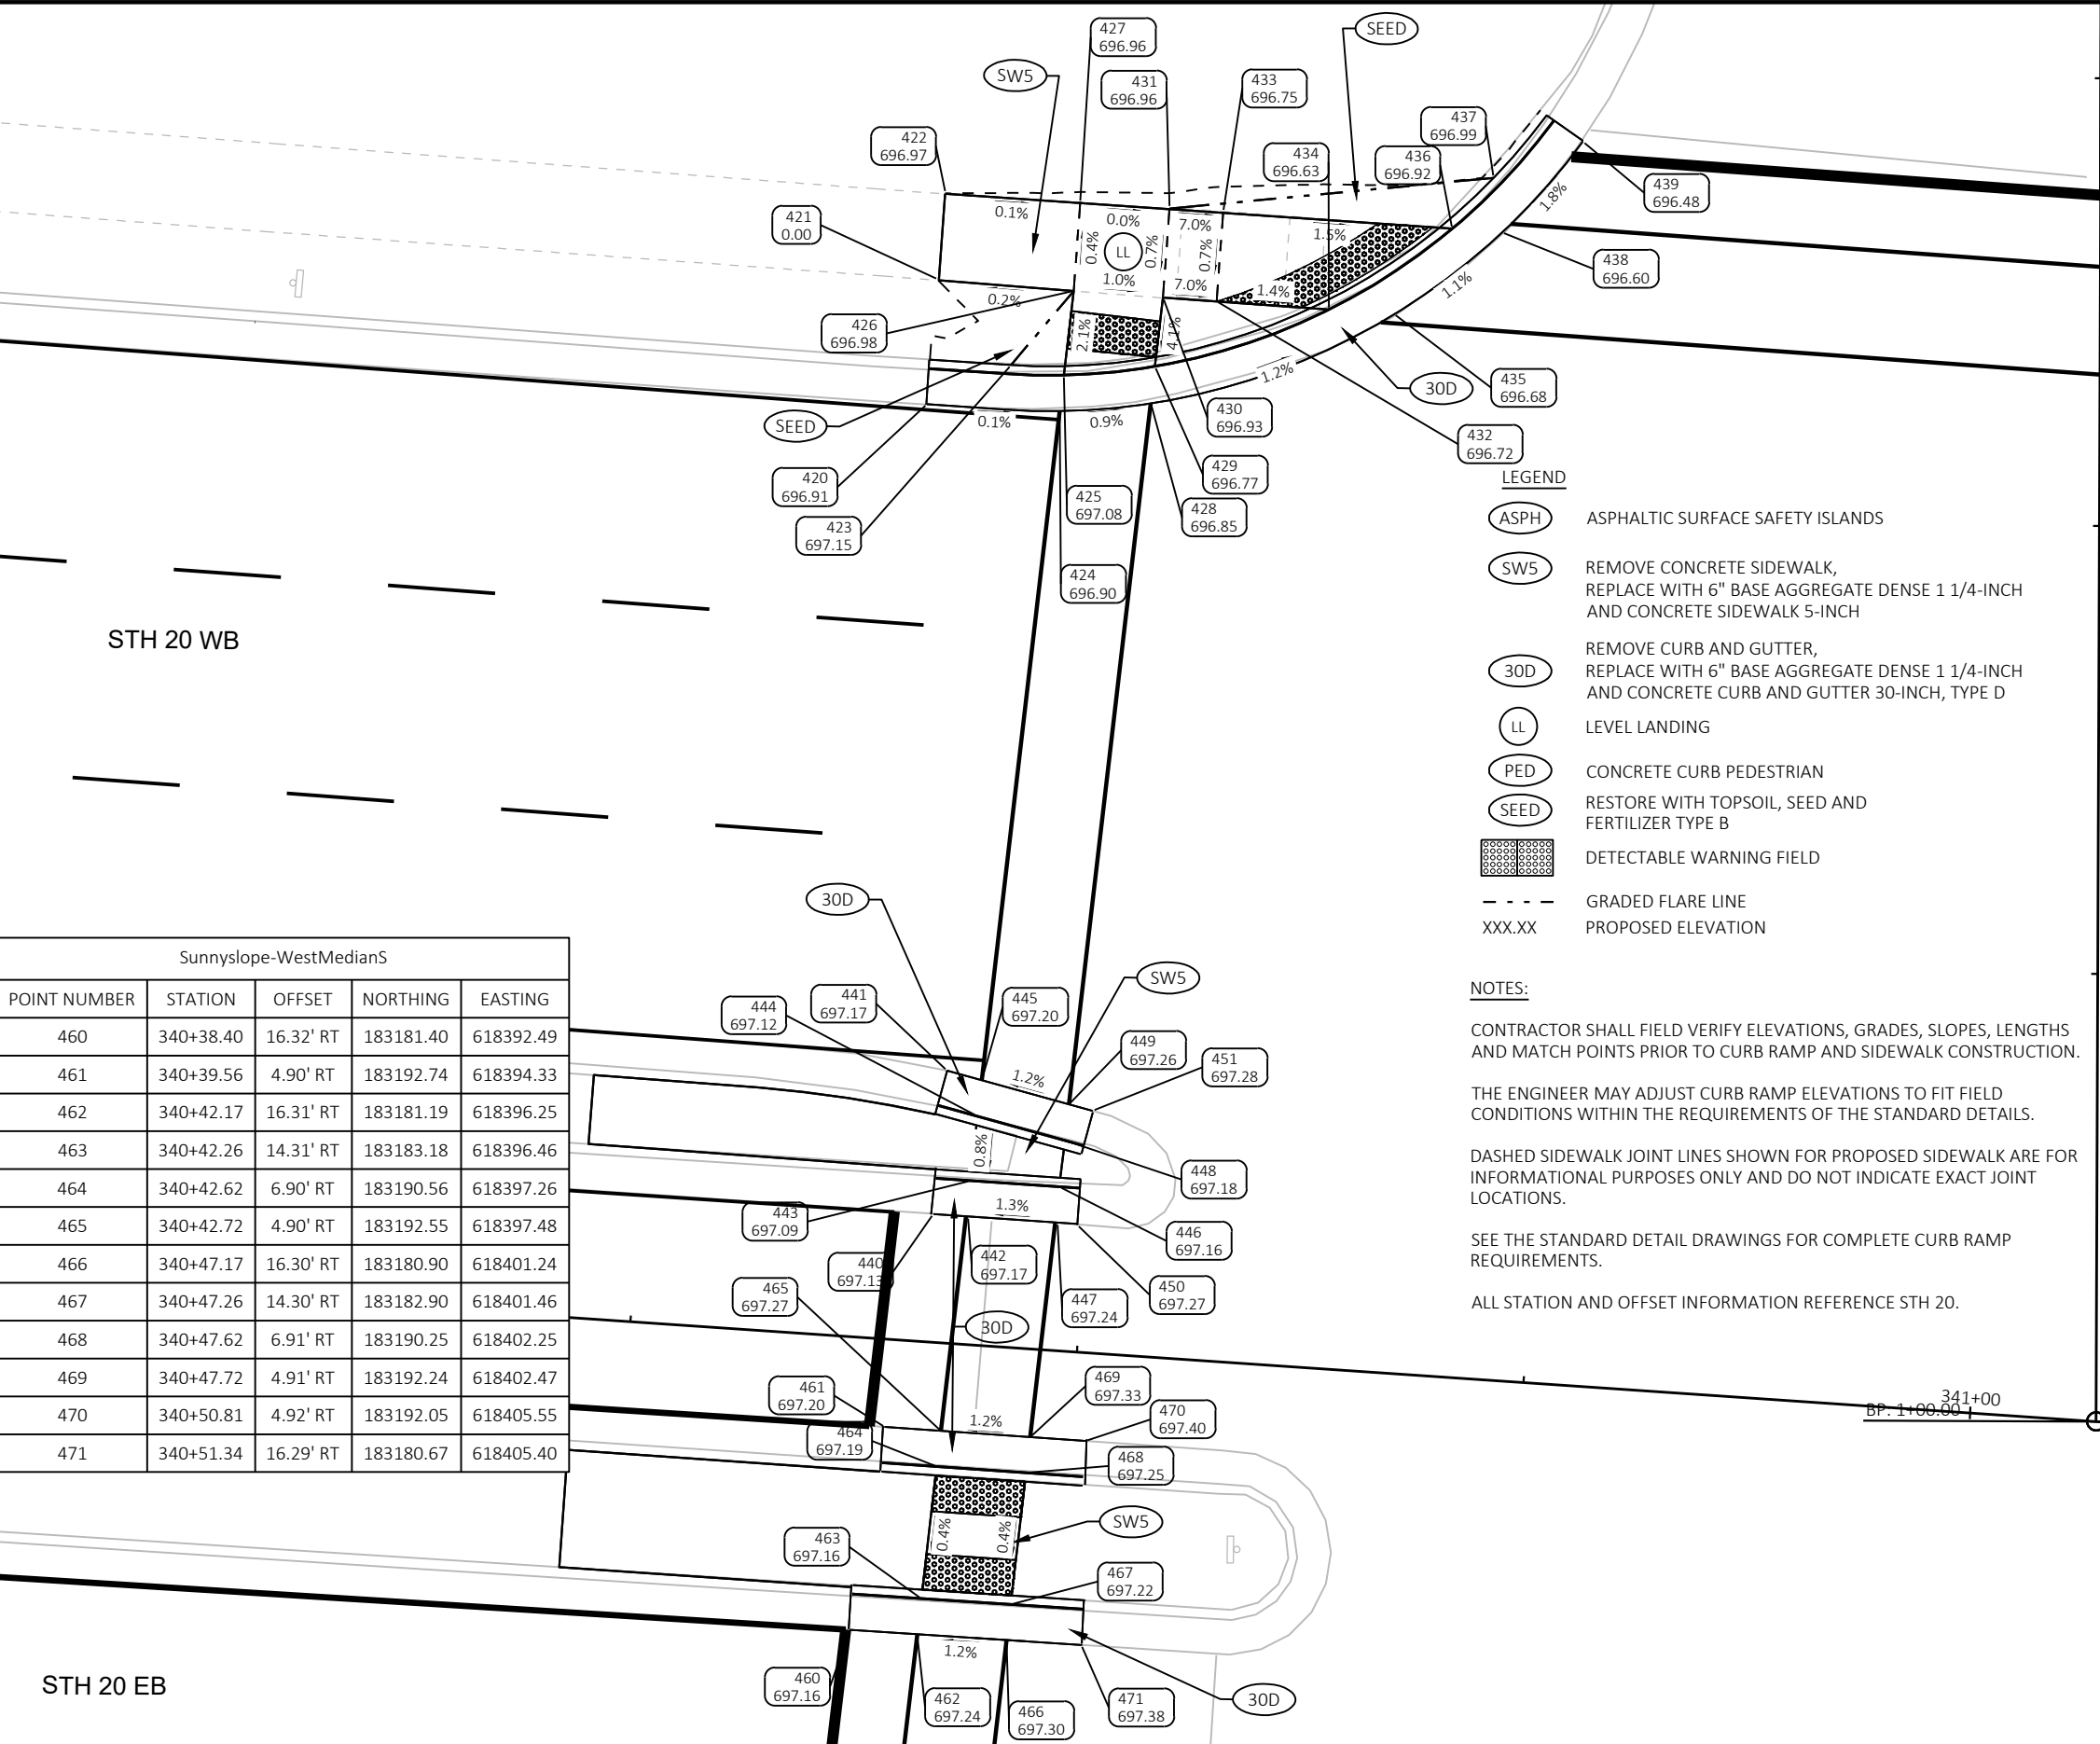 427
696.96
SEED
SW5
431
696.96
433
696.75
437
696.99
422
696.97
434
696.63
436
696.92
439
696.48
1.8%
421
0.00
0.1%
0.0%
7.0%
1.5%
0.4%
LL
0.7%
0.7%
1.0%
7.0%
1.4%
438
696.60
1.1%
0.2%
426
696.98
2.1%
4.1%
1.2%
30D
435
696.68
SEED
0.1%
0.9%
430
696.93
432
696.72
420
696.91
429
696.77
425
697.08
428
696.85
423
697.15
424
696.90
STH 20 WB
LEGEND
ASPH ASPHALTIC SURFACE SAFETY ISLANDS
SW5 REMOVE CONCRETE SIDEWALK,
REPLACE WITH 6" BASE AGGREGATE DENSE 1 1/4-INCH
AND CONCRETE SIDEWALK 5-INCH
30D REMOVE CURB AND GUTTER,
REPLACE WITH 6" BASE AGGREGATE DENSE 1 1/4-INCH
AND CONCRETE CURB AND GUTTER 30-INCH, TYPE D
LL LEVEL LANDING
PED CONCRETE CURB PEDESTRIAN
SEED RESTORE WITH TOPSOIL, SEED AND
FERTILIZER TYPE B
DETECTABLE WARNING FIELD
GRADED FLARE LINE
XXX.XX PROPOSED ELEVATION
NOTES:
CONTRACTOR SHALL FIELD VERIFY ELEVATIONS, GRADES, SLOPES, LENGTHS
AND MATCH POINTS PRIOR TO CURB RAMP AND SIDEWALK CONSTRUCTION.
THE ENGINEER MAY ADJUST CURB RAMP ELEVATIONS TO FIT FIELD
CONDITIONS WITHIN THE REQUIREMENTS OF THE STANDARD DETAILS.
DASHED SIDEWALK JOINT LINES SHOWN FOR PROPOSED SIDEWALK ARE FOR
INFORMATIONAL PURPOSES ONLY AND DO NOT INDICATE EXACT JOINT
LOCATIONS.
SEE THE STANDARD DETAIL DRAWINGS FOR COMPLETE CURB RAMP
REQUIREMENTS.
ALL STATION AND OFFSET INFORMATION REFERENCE STH 20.
Sunnyslope-WestMedianS
POINT NUMBER STATION OFFSET NORTHING EASTING
460 340+38.40 16.32' RT 183181.40 618392.49
461 340+39.56 4.90' RT 183192.74 618394.33
462 340+42.17 16.31' RT 183181.19 618396.25
463 340+42.26 14.31' RT 183183.18 618396.46
464 340+42.62 6.90' RT 183190.56 618397.26
465 340+42.72 4.90' RT 183192.55 618397.48
466 340+47.17 16.30' RT 183180.90 618401.24
467 340+47.26 14.30' RT 183182.90 618401.46
468 340+47.62 6.91' RT 183190.25 618402.25
469 340+47.72 4.91' RT 183192.24 618402.47
470 340+50.81 4.92' RT 183192.05 618405.55
471 340+51.34 16.29' RT 183180.67 618405.40
30D
SW5
444
697.12
441
697.17
445
697.20
449
697.26
451
697.28
1.2%
0.8%
448
697.18
1.3%
443
697.09
446
697.16
440
697.13
442
697.17
465
697.27
447
697.24
450
697.27
30D
461
697.20
469
697.33
470
697.40
1.2%
464
697.19
468
697.25
341+00
BP: 1+00.00
0.4%
0.4%
SW5
463
697.16
467
697.22
1.2%
STH 20 EB
460
697.16
462
697.24
466
697.30
471
697.38
30D